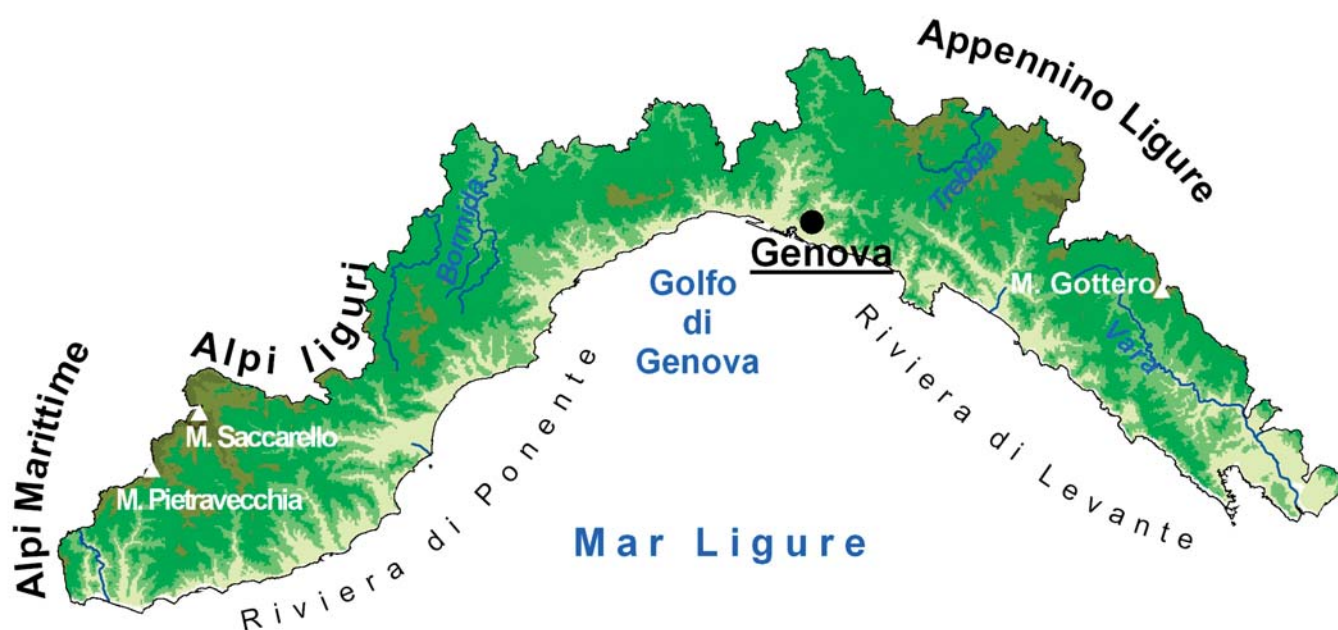 Appennino Ligure
Trebbia
Bormida
Genova
M. Gottero
Golfo
di
Genova
Alpi liguri
Vara
Alpi Marittime
M. Saccarello
M. Pietravecchia
Riviera di Ponente
Riviera di Levante
Mar Ligure